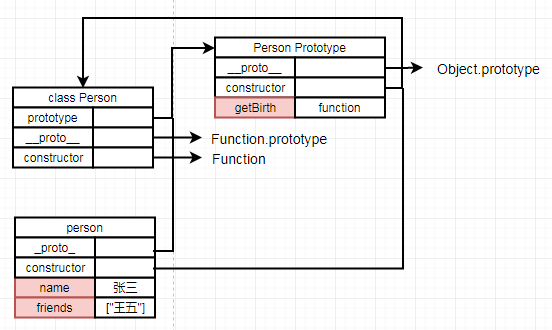 Person Prototype
__proto__
Object.prototype
constructor
getBirth function
class Person
prototype
__proto__
Function.prototype
constructor
Function
person
_proto_
constructor
name 张三
friends ["王五"]